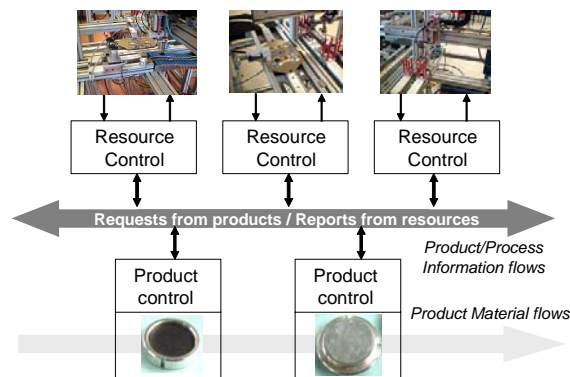 Resource
Control
Resource
Control
Resource
Control
Requests from products / Reports from resources
Product/Process
Information flows
Product
control
Product
control
Product Material flows